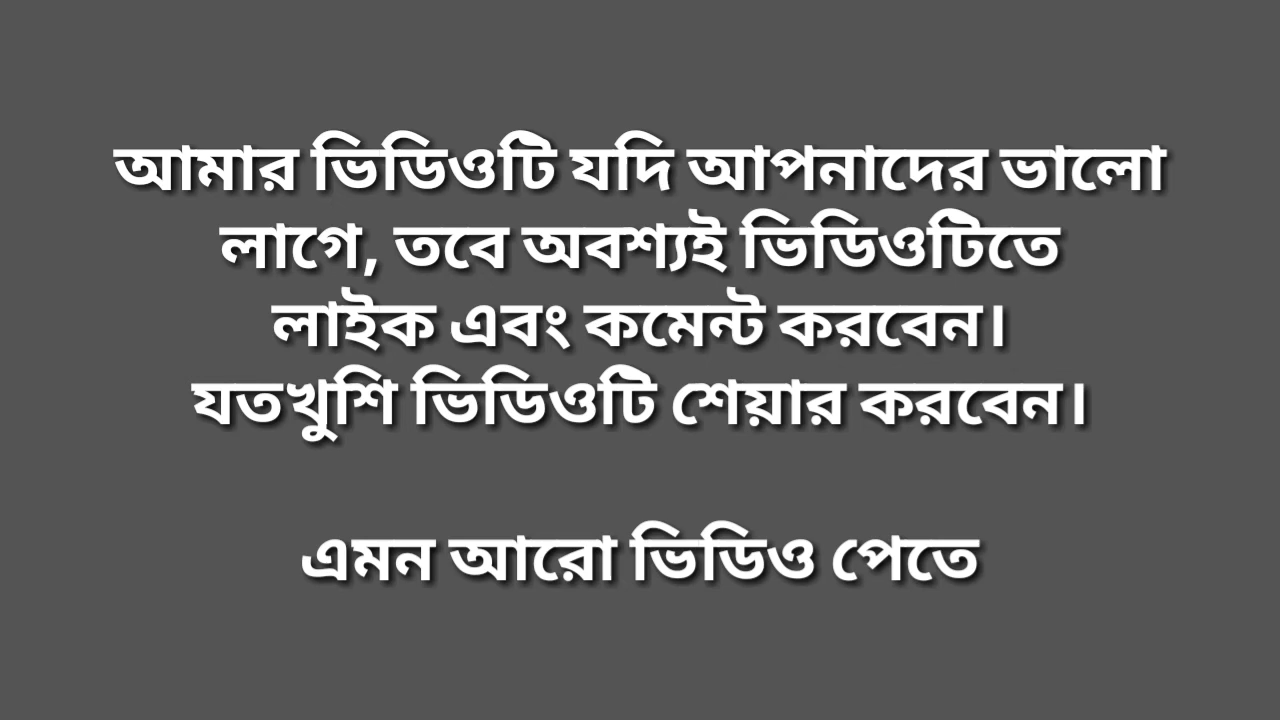 আমার ভিডিওটি যদি আপনাদের ভালো
লাগে, তবে অবশ্যই ভিডিওটিতে
লাইক এবং কমেন্ট করবেন।
যতখুশি ভিডিওটি শেয়ার করবেন।
এমন আরো ভিডিও পেতে